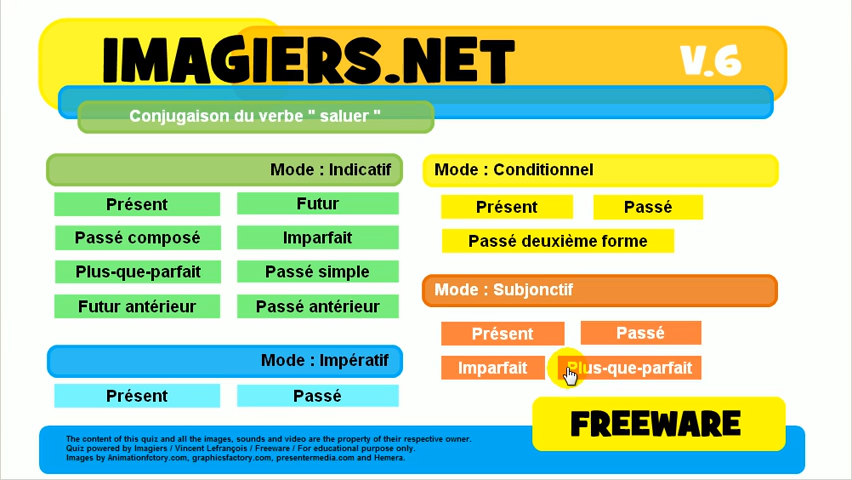 IMAGIERS.NET
V.6
Conjugaison du verbe " saluer "
Mode : Indicatif
Présent
Futur
Passé composé
Imparfait
Plus-que-parfait
Passé simple
Futur antérieur
Passé antérieur
Mode : Impératif
Présent
Passé
Mode : Conditionnel
Présent
Passé
Passé deuxième forme
Mode : Subjonctif
Présent
Passé
Imparfait
Plus-que-parfait
FREEWARE
The content of this quiz and all the images, sounds and video are the property of their respective owner.
Quiz powered by Imagiers / Vincent Lefrançois / Freeware / For educational purpose only.
Images by Animationfctory.com, graphicsfactory.com, presentermedia.com and Hemera.